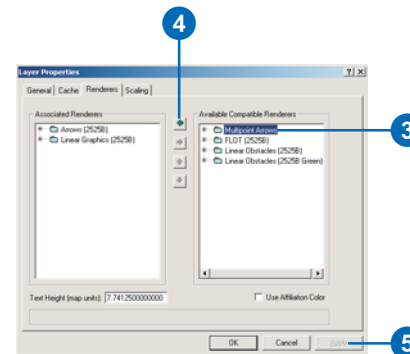 4
Layer Properties
General Cache Renderers Scaling
Associated Renderers
Arrows (2525B)
Linear Graphics (2525B)
Available Compatible Renderers
Multipoint Arrows
FLOT (2525B)
Linear Obstacles (2525B)
Linear Obstacles (2525B Green)
3
Text Height (map units): 7.7412500000000
Use Affiliation Color
OK Cancel Apply
5